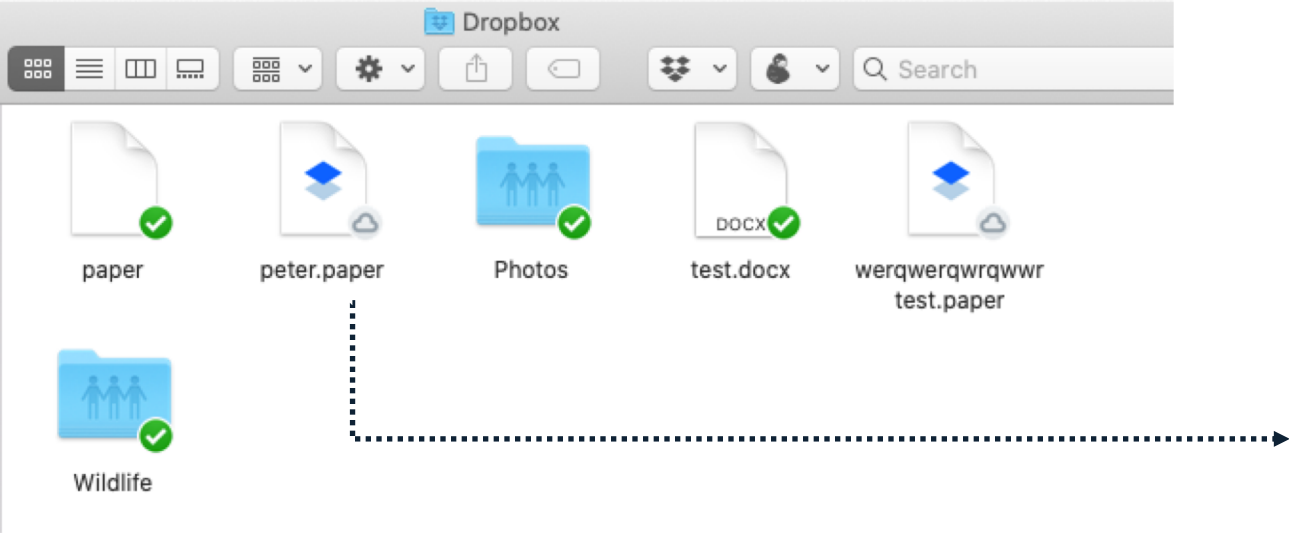 Dropbox
Search
paper
peter.paper
Photos
DOCX
test.docx
werqwerqwrqwwr
test.paper
Wildlife